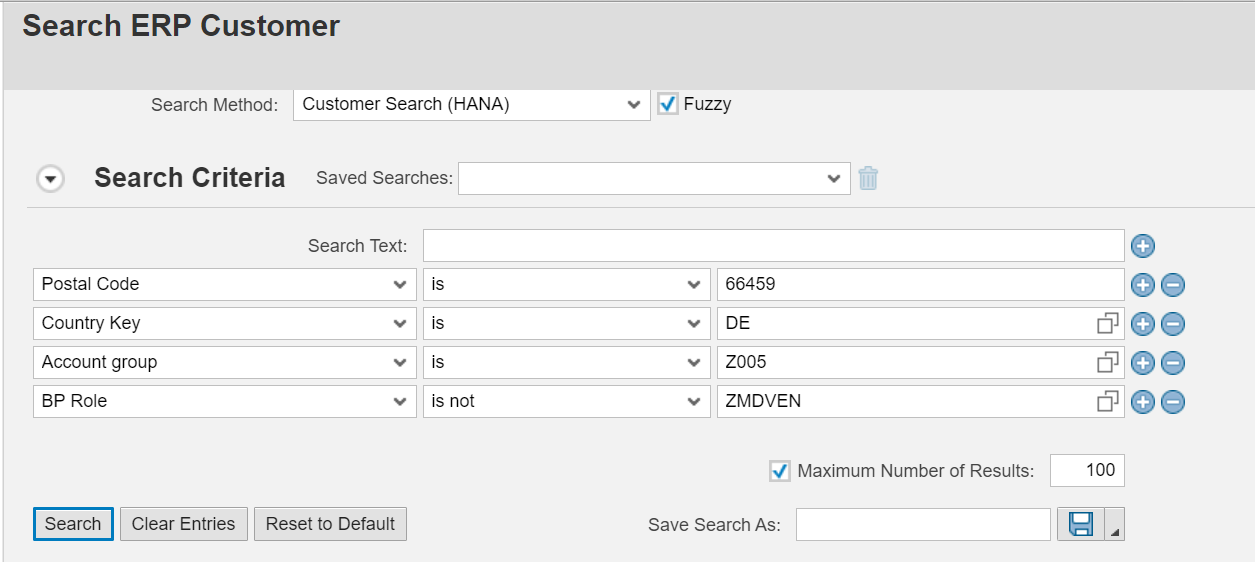 Search ERP Customer
Search Method: Customer Search (HANA) Fuzzy
Search Criteria Saved Searches:
Search Text:
Postal Code is 66459
Country Key is DE
Account group is Z005
BP Role is not ZMDVEN
Maximum Number of Results: 100
Search Clear Entries Reset to Default Save Search As: